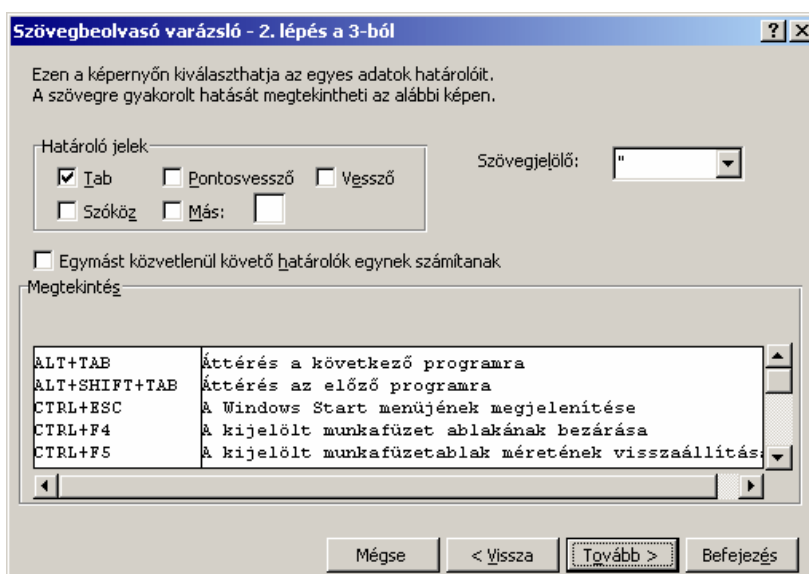 Szövegbeolvasó varázsló - 2. lépés a 3-ból
Ezen a képernyőn kiválaszthatja az egyes adatok határolóit.
A szövegre gyakorolt hatását megtekintheti az alábbi képen.
Határoló jelek
Tab Pontosvessző Vessző
Szóköz Más:
Szövegjelölő: "
Egymást közvetlenül követő határolók egynek számítanak
Megtekintés
ALT+TAB Áttérés a következő programra
ALT+SHIFT+TAB Áttérés az előző programra
CTRL+ESC A Windows Start menüjének megjelenítése
CTRL+F4 A kijelölt munkafüzet ablakának bezárása
CTRL+F5 A kijelölt munkafüzetablak méretének visszaállítás
Mégse < Vissza Tovább > Befejezés